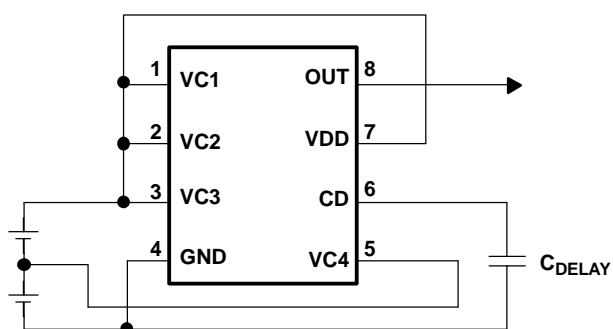 1 VC1 OUT 8
2 VC2 VDD 7
3 VC3 CD 6
4 GND VC4 5
CDELAY